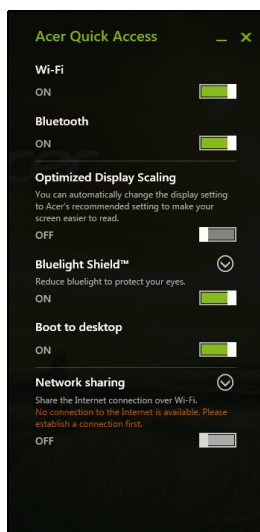 Acer Quick Access
Wi-Fi
ON
Bluetooth
ON
Optimized Display Scaling
You can automatically change the display setting
to Acer's recommended setting to make your
screen easier to read.
OFF
Bluelight Shield™
Reduce bluelight to protect your eyes.
ON
Boot to desktop
ON
Network sharing
Share the Internet connection over Wi-Fi.
No connection to the Internet is available. Please
establish a connection first.
OFF